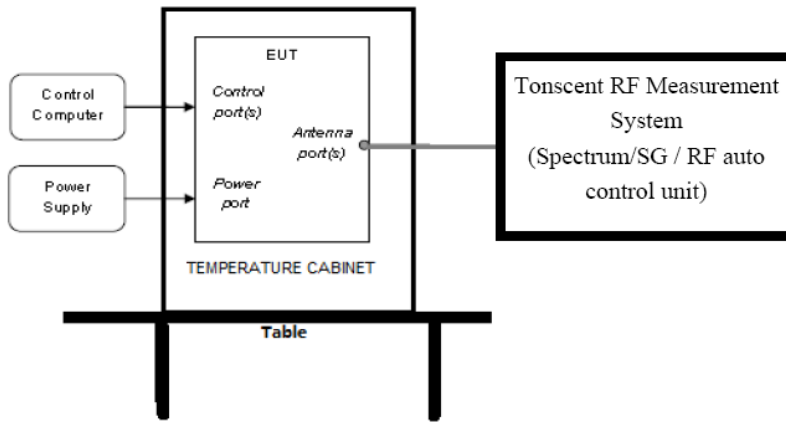 Control
Computer
Power
Supply
EUT
Control
port(s)
Antenna
port(s)
Power
port
TEMPERATURE CABINET
Table
Tonscent RF Measurement
System
(Spectrum/SG / RF auto
control unit)